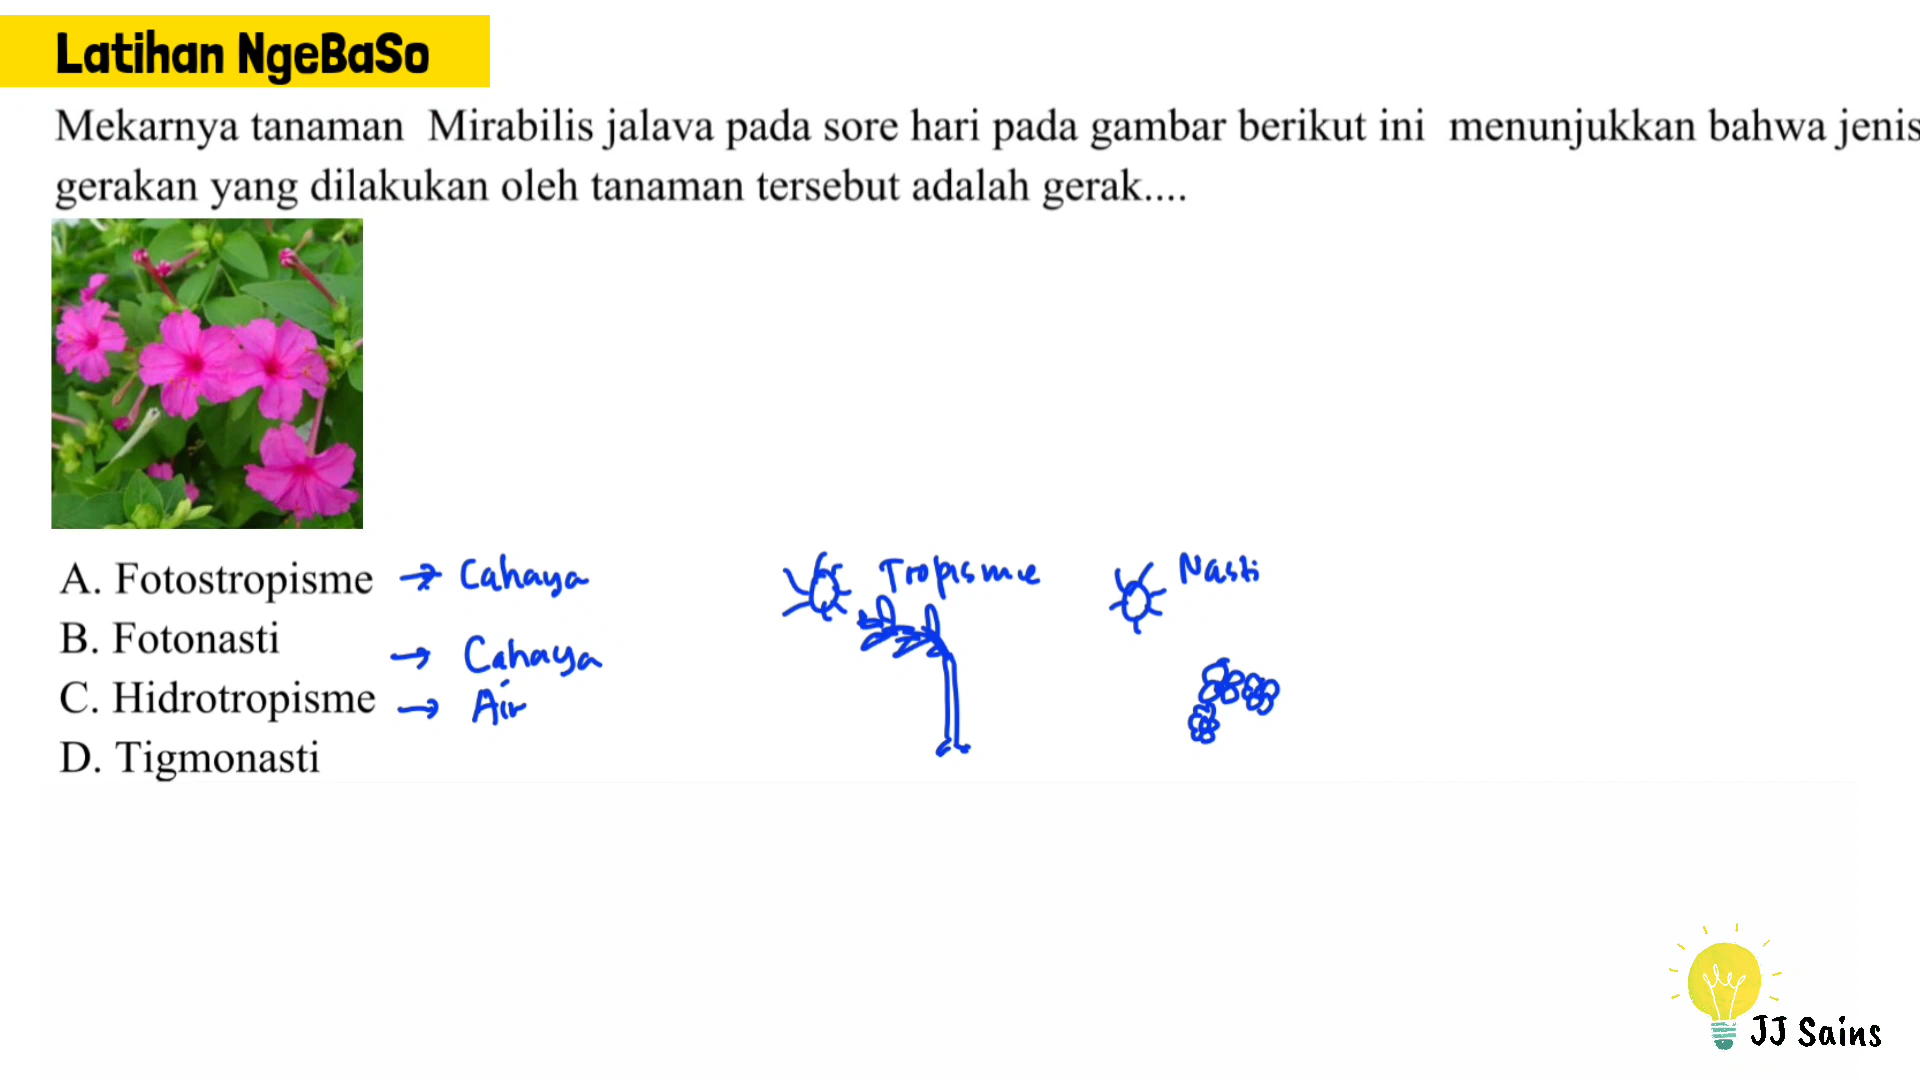 Latihan NgeBaSo
Mekarnya tanaman Mirabilis jalava pada sore hari pada gambar berikut ini menunjukkan bahwa jenis
gerakan yang dilakukan oleh tanaman tersebut adalah gerak....
A. Fotostropisme → Cahaya
Tropisme
Nasti
B. Fotonasti → Cahaya
C. Hidrotropisme → Air
D. Tigmonasti
JJ Sains